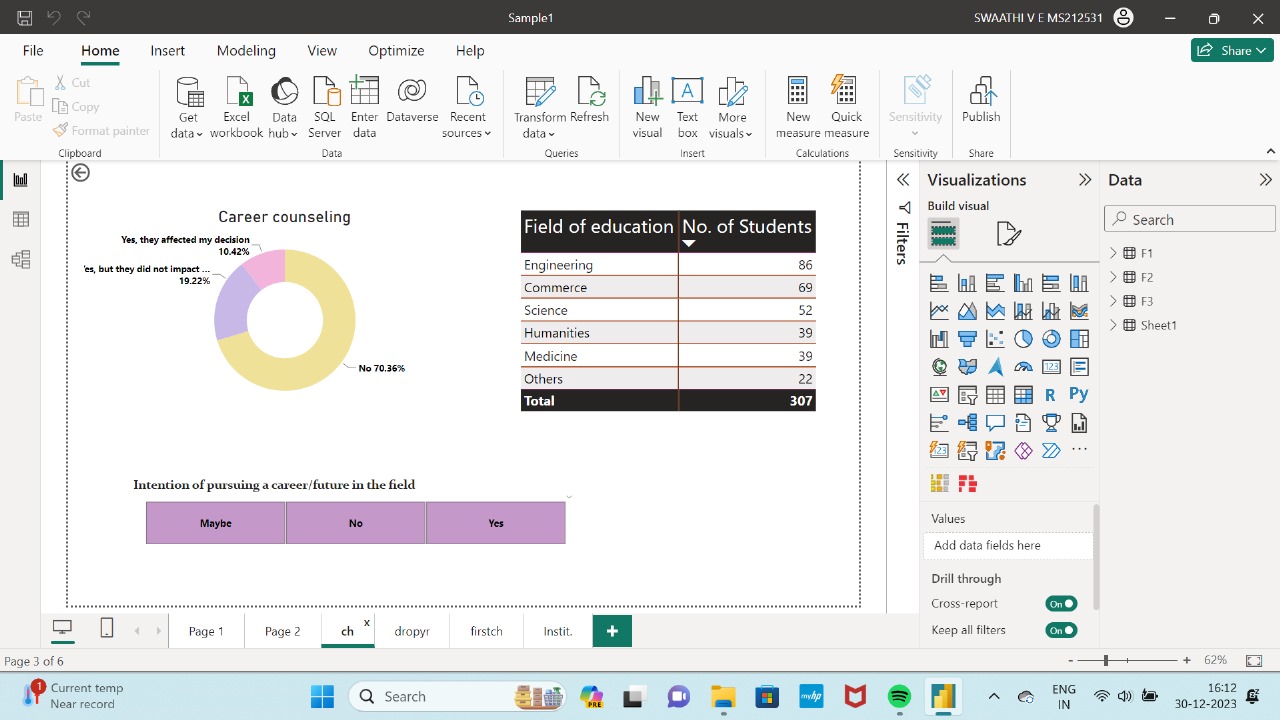 Sample1
SWAATHI V E MS212531
File Home Insert Modeling View Optimize Help
Share
Paste
Cut
Copy
Format painter
Clipboard
Get data
Excel workbook
Data hub
SQL Server
Enter data
Dataverse
Recent sources
Data
Transform data
Refresh
Queries
New visual
Text box
More visuals
Insert
New measure
Quick measure
Calculations
Sensitivity
Sensitivity
Publish
Share
Career counseling
Yes, they affected my decision
10.42%
'es, but they did not impact ...
19.22%
No 70.36%
Field of education No. of Students
Engineering 86
Commerce 69
Science 52
Humanities 39
Medicine 39
Others 22
Total 307
Intention of pursuing a career/future in the field
Maybe No Yes
Filters
Visualizations
Build visual
123
R Py
123
Values
Add data fields here
Drill through
Cross-report On
Keep all filters On
Data
Search
F1
F2
F3
Sheet1
Page 1 Page 2 ch x dropyr firstch Instit. +
Page 3 of 6
- + 62%
1
Current temp
Near record
Search
PRE
myhp
ENG
IN
16:12
30-12-2023